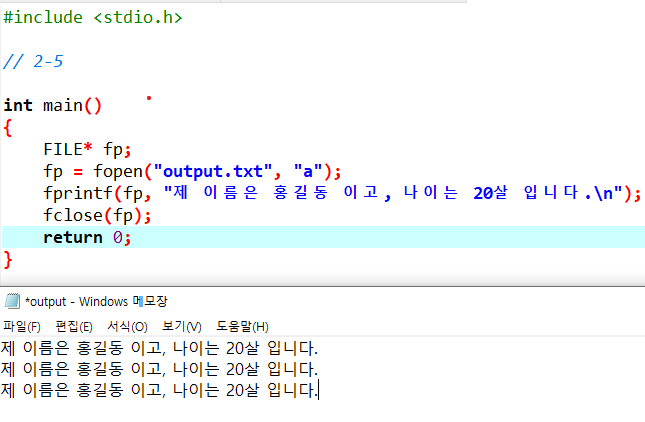 #include <stdio.h>
// 2-5
int main()
{
FILE* fp;
fp = fopen("output.txt", "a");
fprintf(fp, "제 이름은 홍길동 이고, 나이는 20살 입니다.\n");
fclose(fp);
return 0;
}
*output - Windows 메모장
파일(F) 편집(E) 서식(O) 보기(V) 도움말(H)
제 이름은 홍길동 이고, 나이는 20살 입니다.
제 이름은 홍길동 이고, 나이는 20살 입니다.
제 이름은 홍길동 이고, 나이는 20살 입니다.